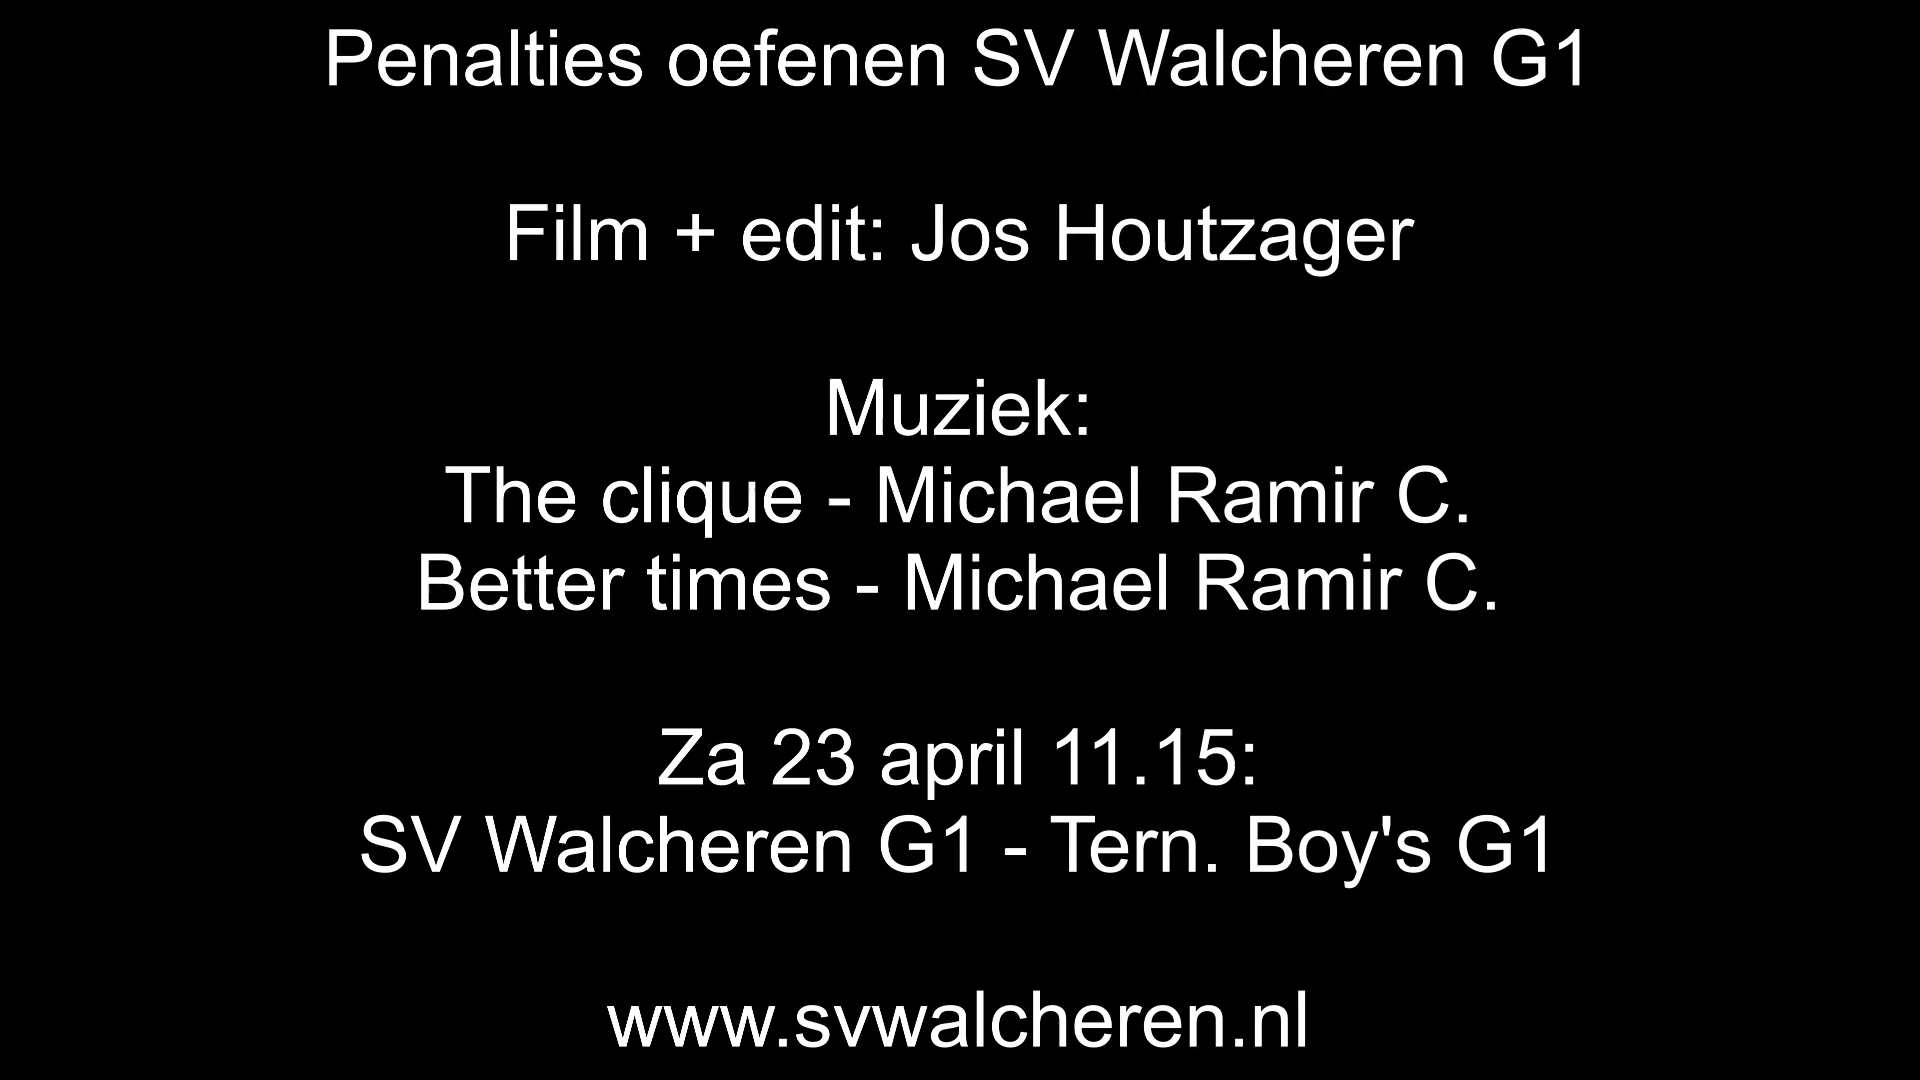 Penalties oefenen SV Walcheren G1
Film + edit: Jos Houtzager
Muziek:
The clique - Michael Ramir C.
Better times - Michael Ramir C.
Za 23 april 11.15:
SV Walcheren G1 - Tern. Boy's G1
www.svwalcheren.nl